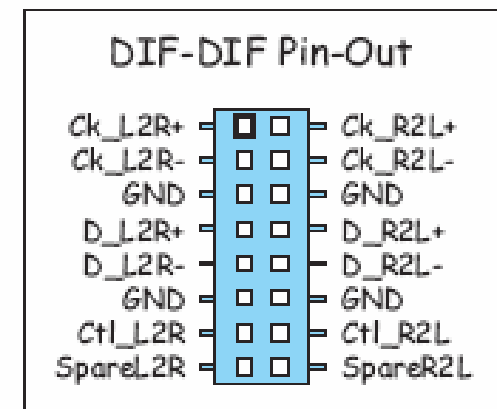 DIF-DIF Pin-Out
Ck_L2R+ Ck_R2L+
Ck_L2R- Ck_R2L-
GND GND
D_L2R+ D_R2L+
D_L2R- D_R2L-
GND GND
Ctl_L2R Ctl_R2L
SpareL2R SpareR2L